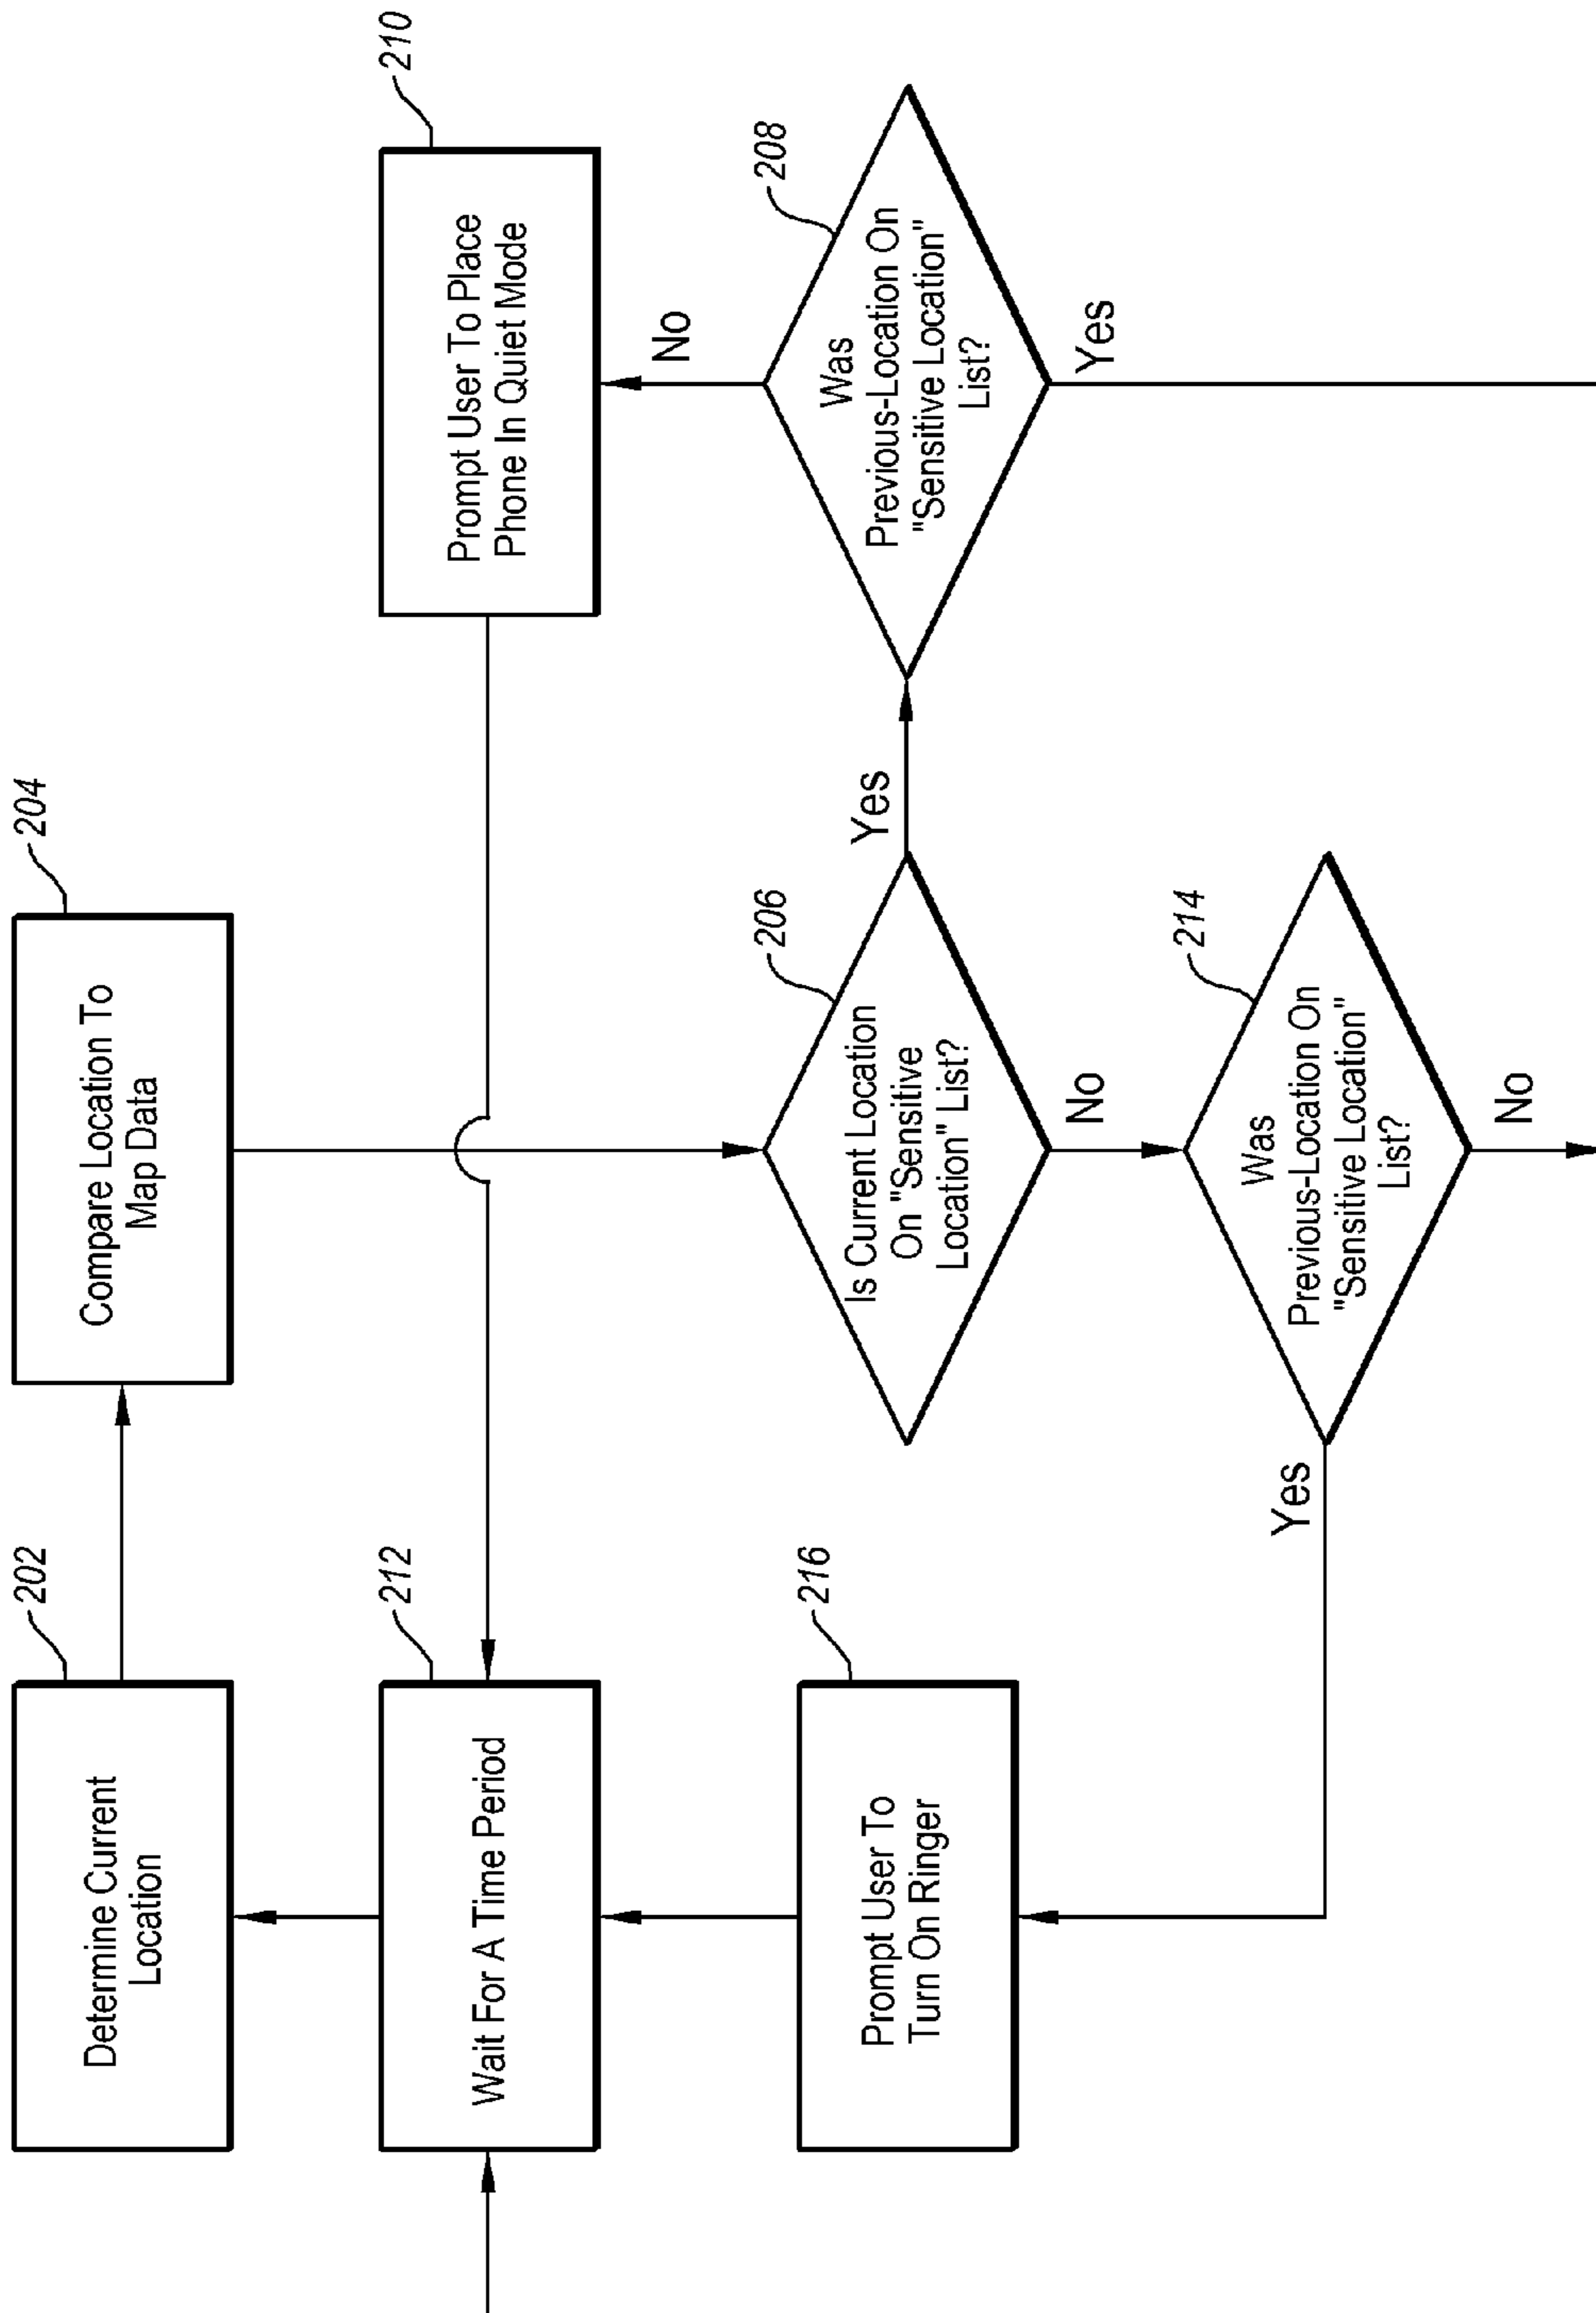 202
Determine Current
Location
204
Compare Location To
Map Data
212
Wait For A Time Period
210
Prompt User To Place
Phone In Quiet Mode
No
216
Prompt User To
Turn On Ringer
206
Is Current Location
On "Sensitive
Location" List?
Yes
208
Was
Previous-Location On
"Sensitive Location"
List?
No
Yes
Yes
214
Was
Previous-Location On
"Sensitive Location"
List?
No